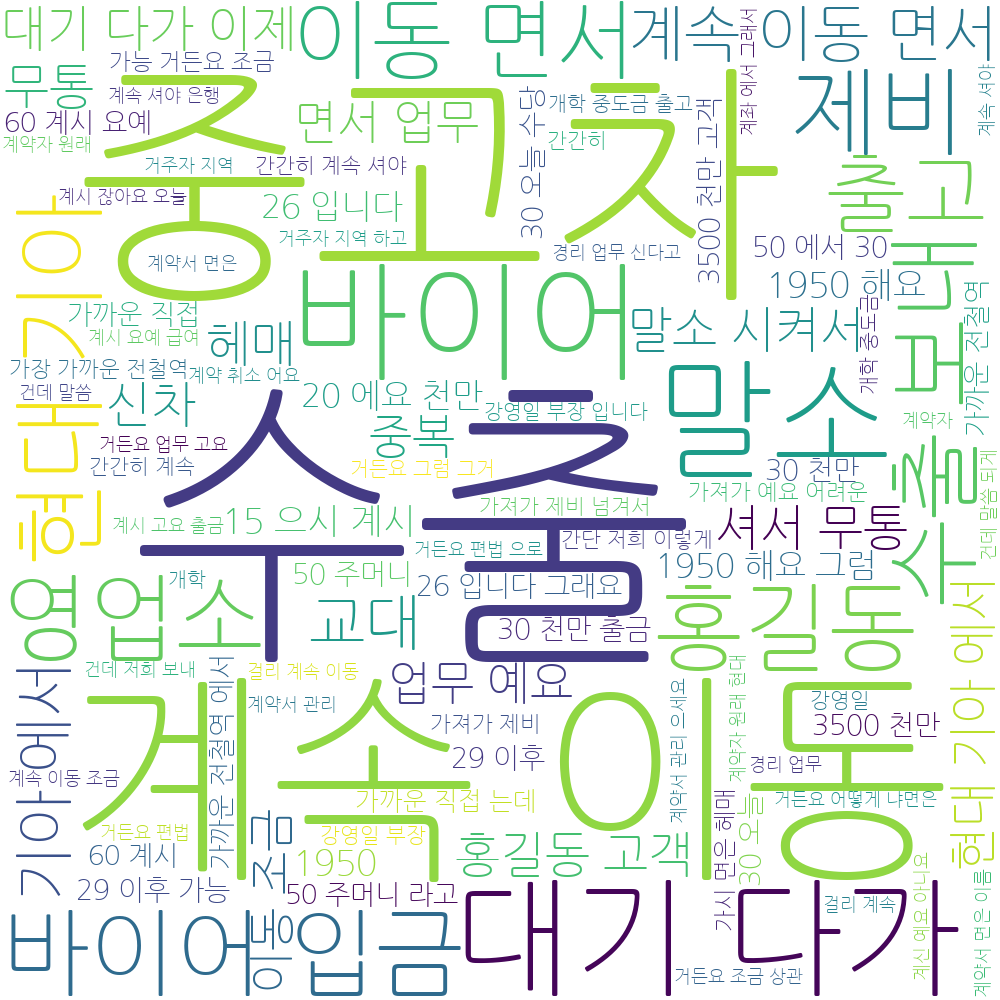 대기 다가 이제
이동 면서
계속 이동 면서
가능 거든요 조금
무통
계속 셔야 은행
60 계시 요예
계약자 원래
중고차
면서 업무
30 오늘 수당
개학 중도금 출고
간간히
3500 천만 고객
계좌 에서 그래서
제비
계속 셔야
거주자 지역
간간히 계속 셔야
출고
계시 잖아요 오늘
26 입니다
거주자 지역 하고
경리 업무 신다고
50 에서 30
보내고
계약서 면은
현대 기아
바이어
1950 해요
가까운 직접
계시 요예 급여
헤매
말소 시켜서
개학 중도금
가까운 전철역
가장 가까운 전철역
계약 취소 어요
건데 말씀
신차
20 에요 천만
강영일 부장 입니다
말소
계약자
중복
거든요 업무 고요
간간히 계속
수출
거든요 그럼 그거
30 천만
가져가 예요 어려운
수출
건데 말씀 되게
가져가 제비 넘겨서
계시 고요 출금
15 으시 계시
셔서 무통
거든요 편법 으로
간단 저희 이렇게
1950 해요 그럼
영업소
개학
50 주머니
26 입니다 그래요
교대
30 천만 출금
홍길동
현대 기아 에서
건데 저희 보내
걸리 계속 이동
업무 예요
기아에서
가까운 전철역 에서
계약서 관리
계속 이동
가져가 제비
계약서 관리 으세요
계약자 원래 현대
강영일
3500 천만
29 이후
경리 업무
계속 이동 조금
가까운 직접 는데
거든요 어떻게 냐면은
거든요 편법
강영일 부장
조금
60 계시
1950
홍길동 고객
가시 면은 헤매
30 오늘
29 이후 가능
50 주머니 라고
대기 다가
걸리 계속
계신 예요 아니요
계약서 면은 이름
바이어
이동
입금
거든요 조금 상관